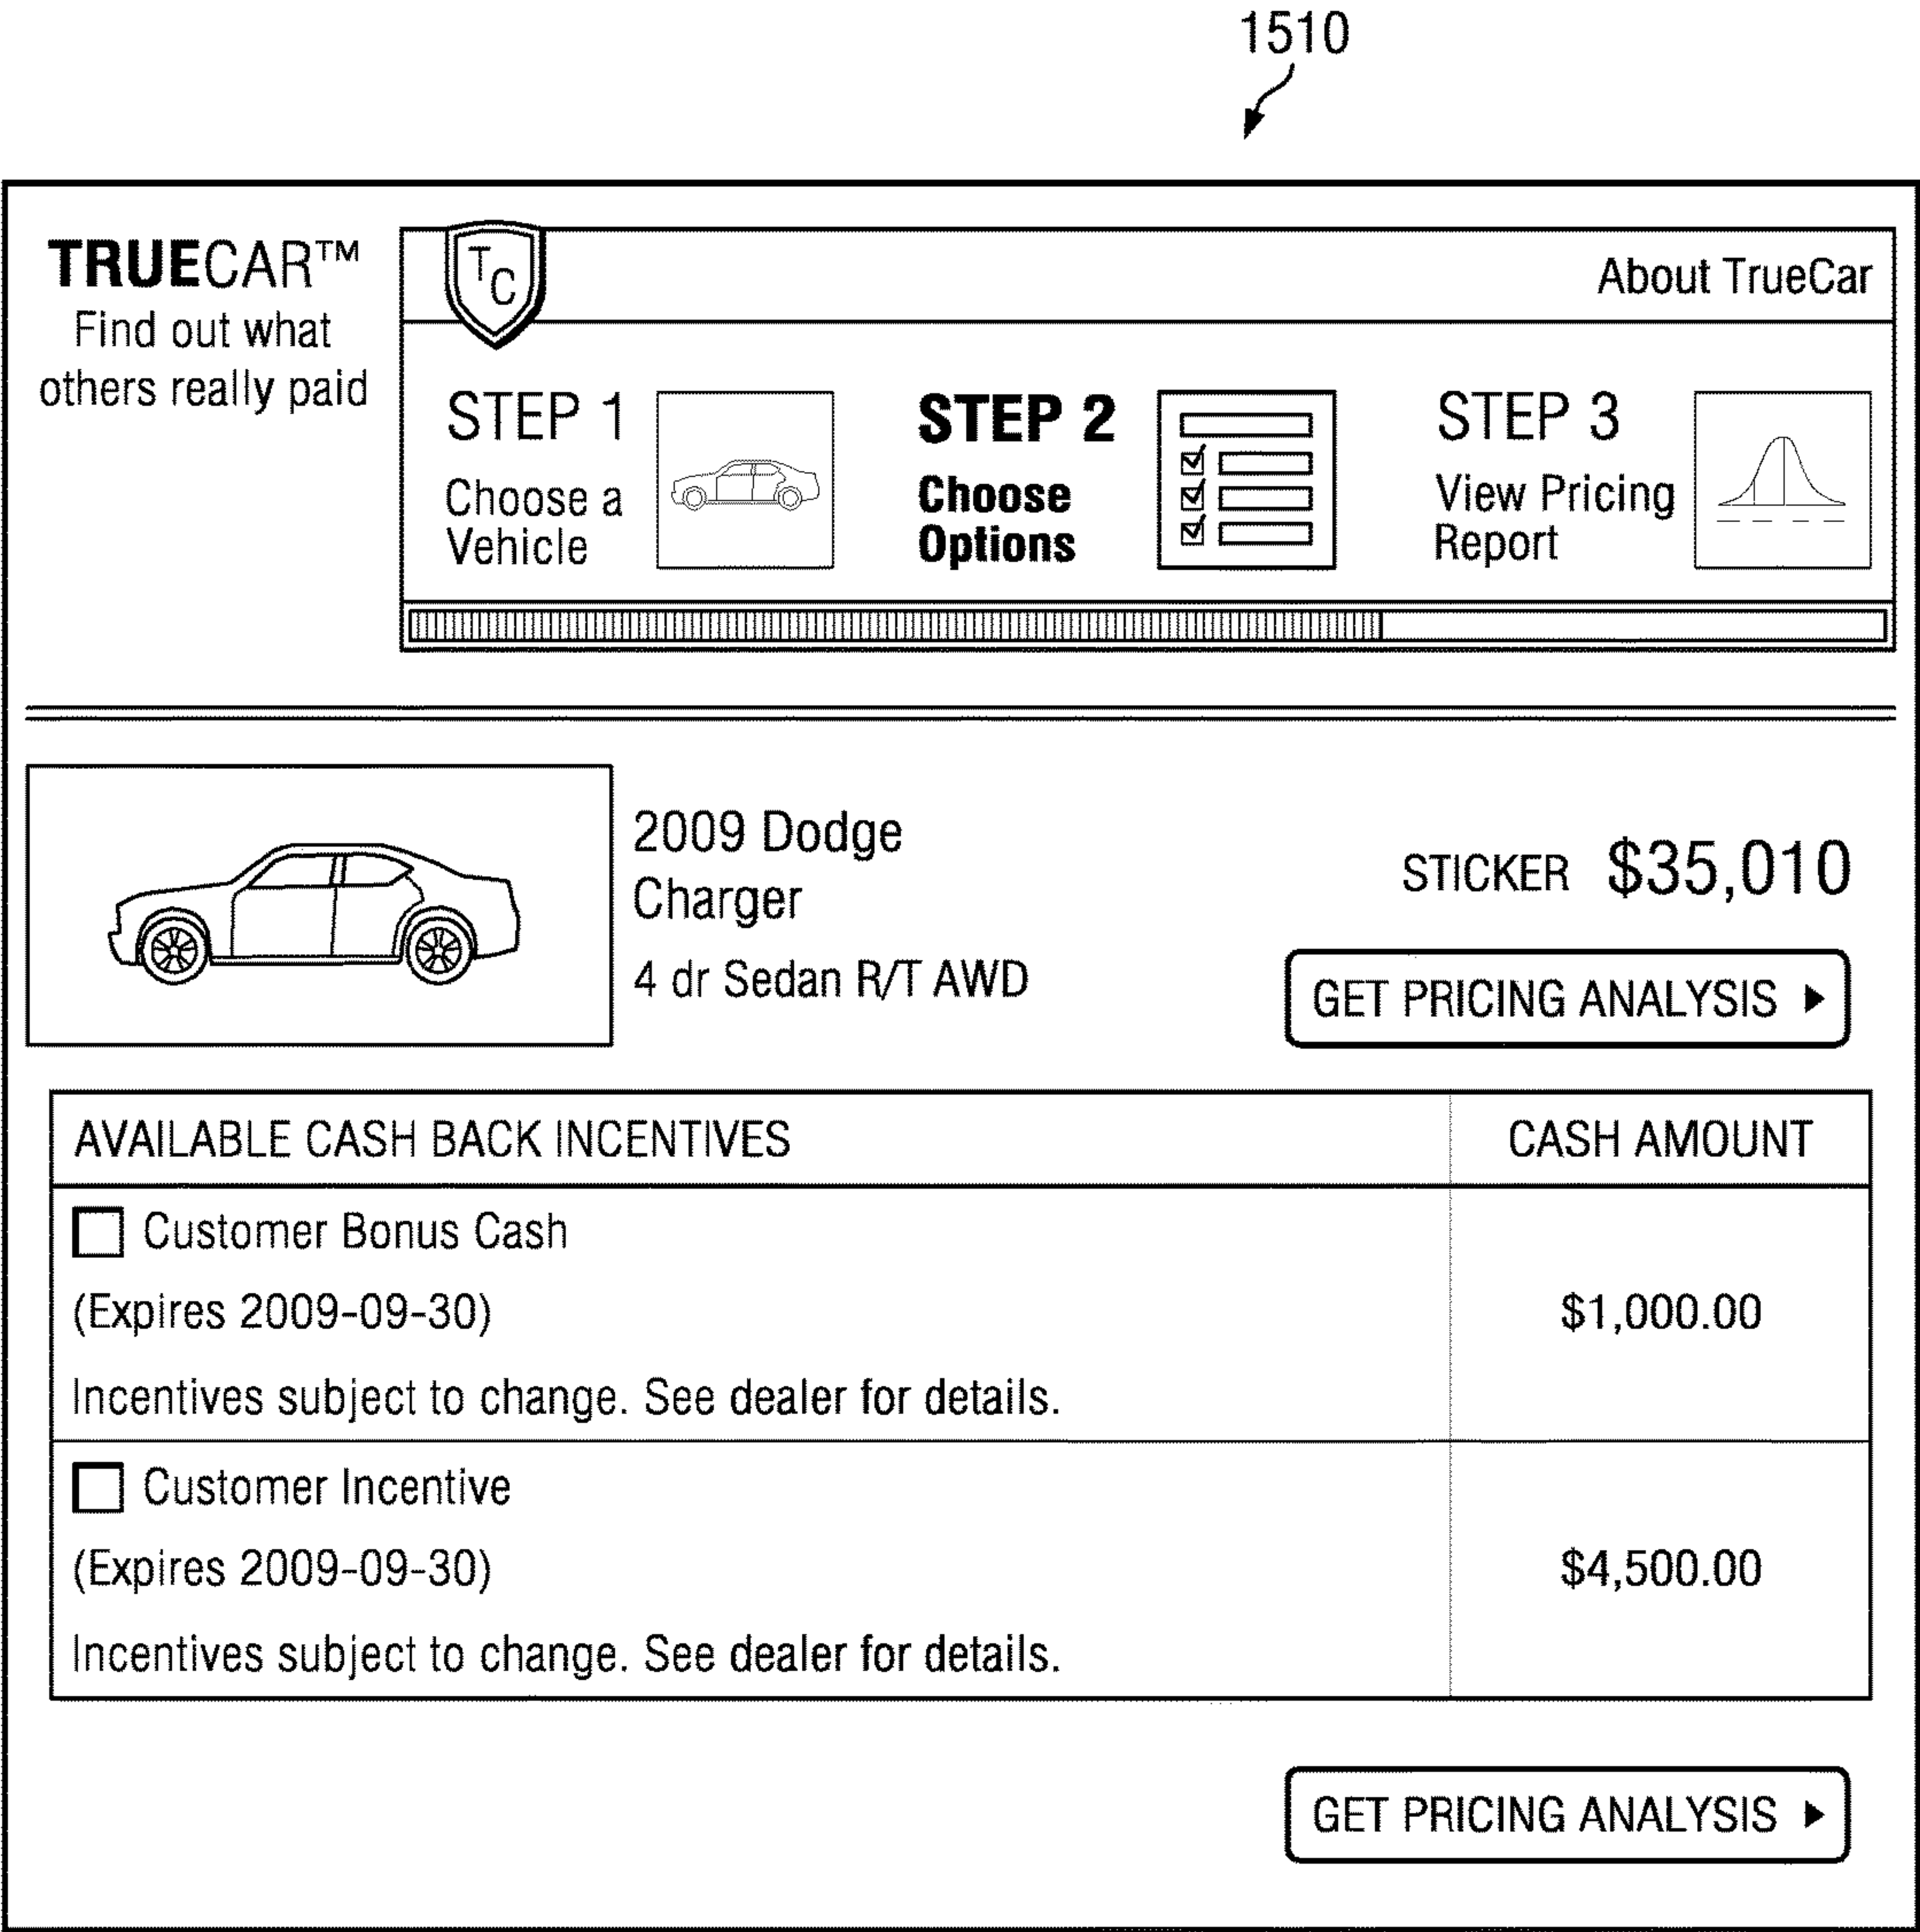 1510
TRUECAR™
Find out what
others really paid
TC
About TrueCar
STEP 1
Choose a
Vehicle
STEP 2
Choose
Options
STEP 3
View Pricing
Report
2009 Dodge
Charger
4 dr Sedan R/T AWD
STICKER $35,010
GET PRICING ANALYSIS
AVAILABLE CASH BACK INCENTIVES
CASH AMOUNT
Customer Bonus Cash
(Expires 2009-09-30)
$1,000.00
Incentives subject to change. See dealer for details.
Customer Incentive
(Expires 2009-09-30)
$4,500.00
Incentives subject to change. See dealer for details.
GET PRICING ANALYSIS